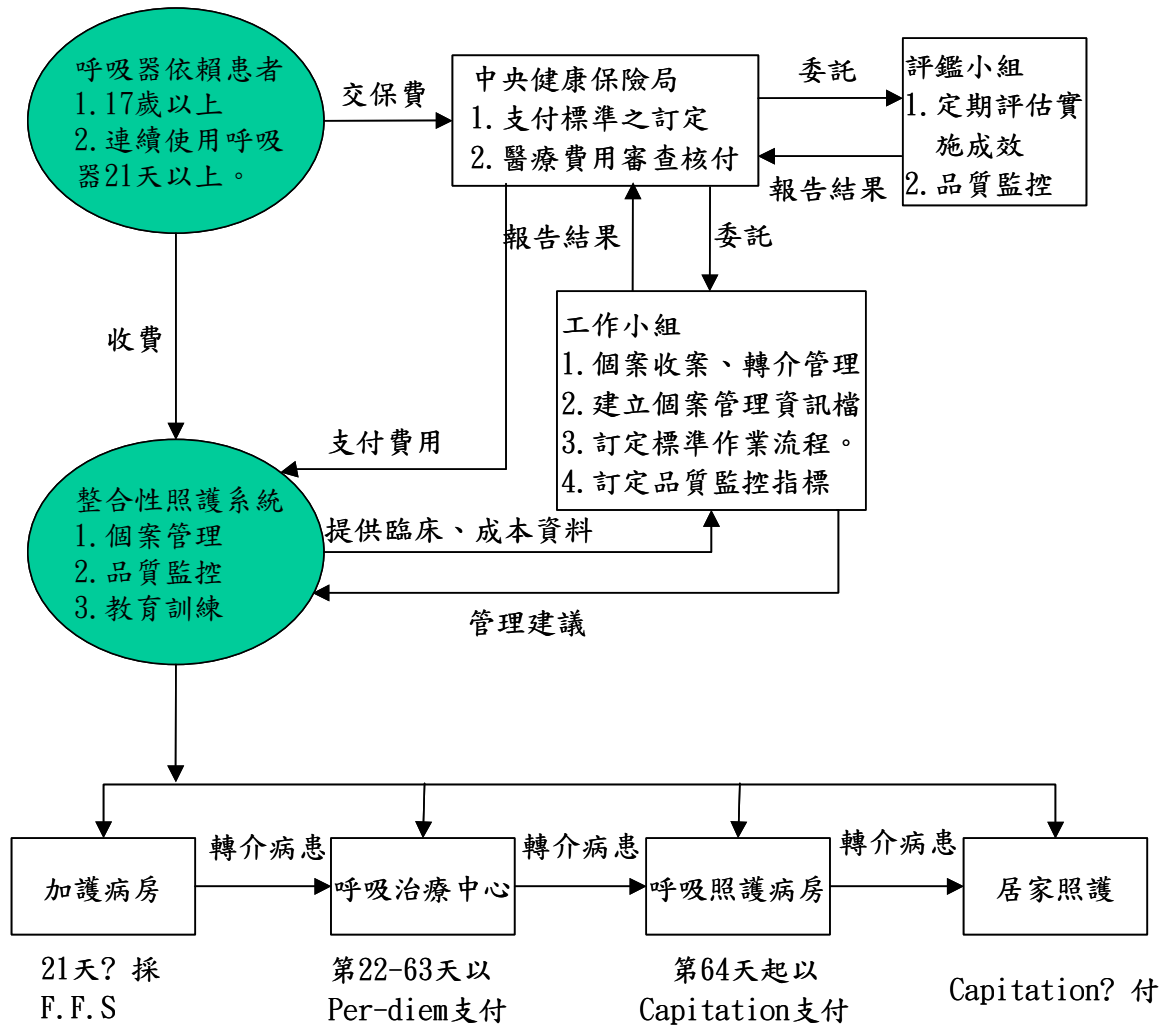 呼吸器依賴患者
1.17歲以上
2.連續使用呼吸
器21天以上。
交保費
中央健康保險局
1.支付標準之訂定
2.醫療費用審查核付
委託
報告結果
評鑑小組
1.定期評估實
施成效
2.品質監控
報告結果
委託
收費
工作小組
1.個案收案、轉介管理
2.建立個案管理資訊檔
3.訂定標準作業流程。
4.訂定品質監控指標
支付費用
整合性照護系統
1.個案管理
2.品質監控
3.教育訓練
提供臨床、成本資料
管理建議
加護病房
轉介病患
呼吸治療中心
轉介病患
呼吸照護病房
轉介病患
居家照護
21天? 採
F.F.S
第22-63天以
Per-diem支付
第64天起以
Capitation支付
Capitation? 付